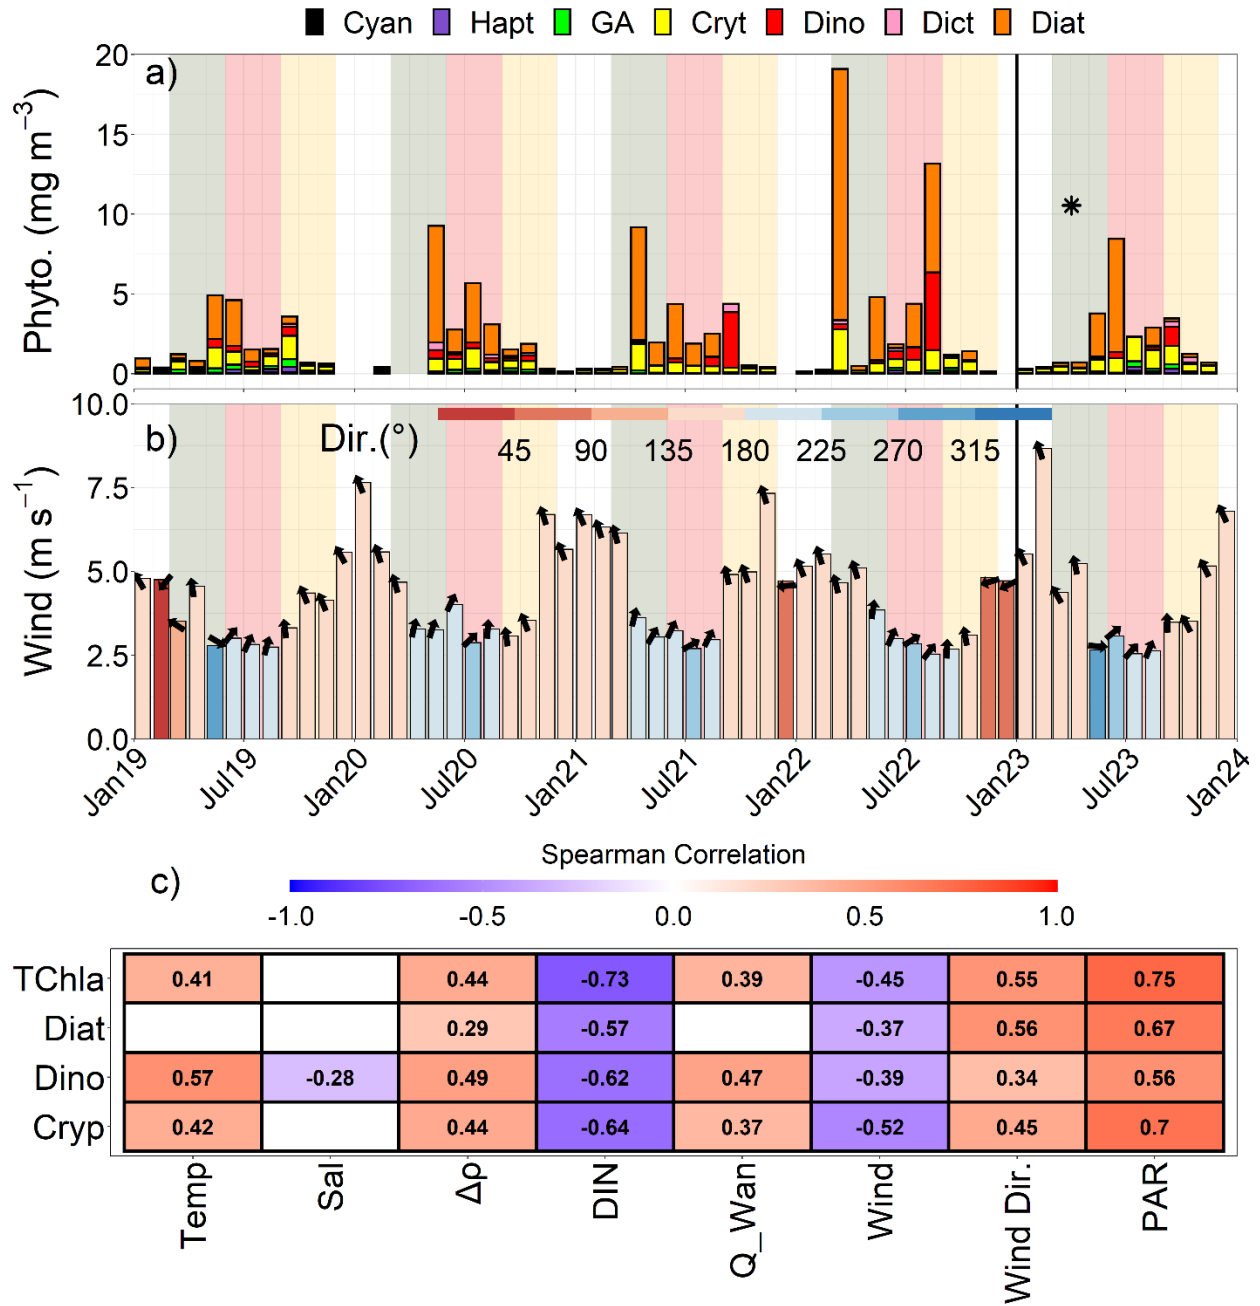 Cyan Hapt GA Cryt Dino Dict Diat
a)
Phyto. (mg m⁻³)
20
15
10
5
0
*
b)
Wind (m s⁻¹)
10.0
7.5
5.0
2.5
0.0
Dir.(°)
45 90 135 180 225 270 315
Jan19 Jul19 Jan20 Jul20 Jan21 Jul21 Jan22 Jul22 Jan23 Jul23 Jan24
c)
Spearman Correlation
-1.0 -0.5 0.0 0.5 1.0
TChla 0.41 0.44 -0.73 0.39 -0.45 0.55 0.75
Diat 0.29 -0.57 -0.37 0.56 0.67
Dino 0.57 -0.28 0.49 -0.62 0.47 -0.39 0.34 0.56
Cryp 0.42 0.44 -0.64 0.37 -0.52 0.45 0.7
Temp Sal Δρ DIN Q_Wan Wind Wind Dir. PAR